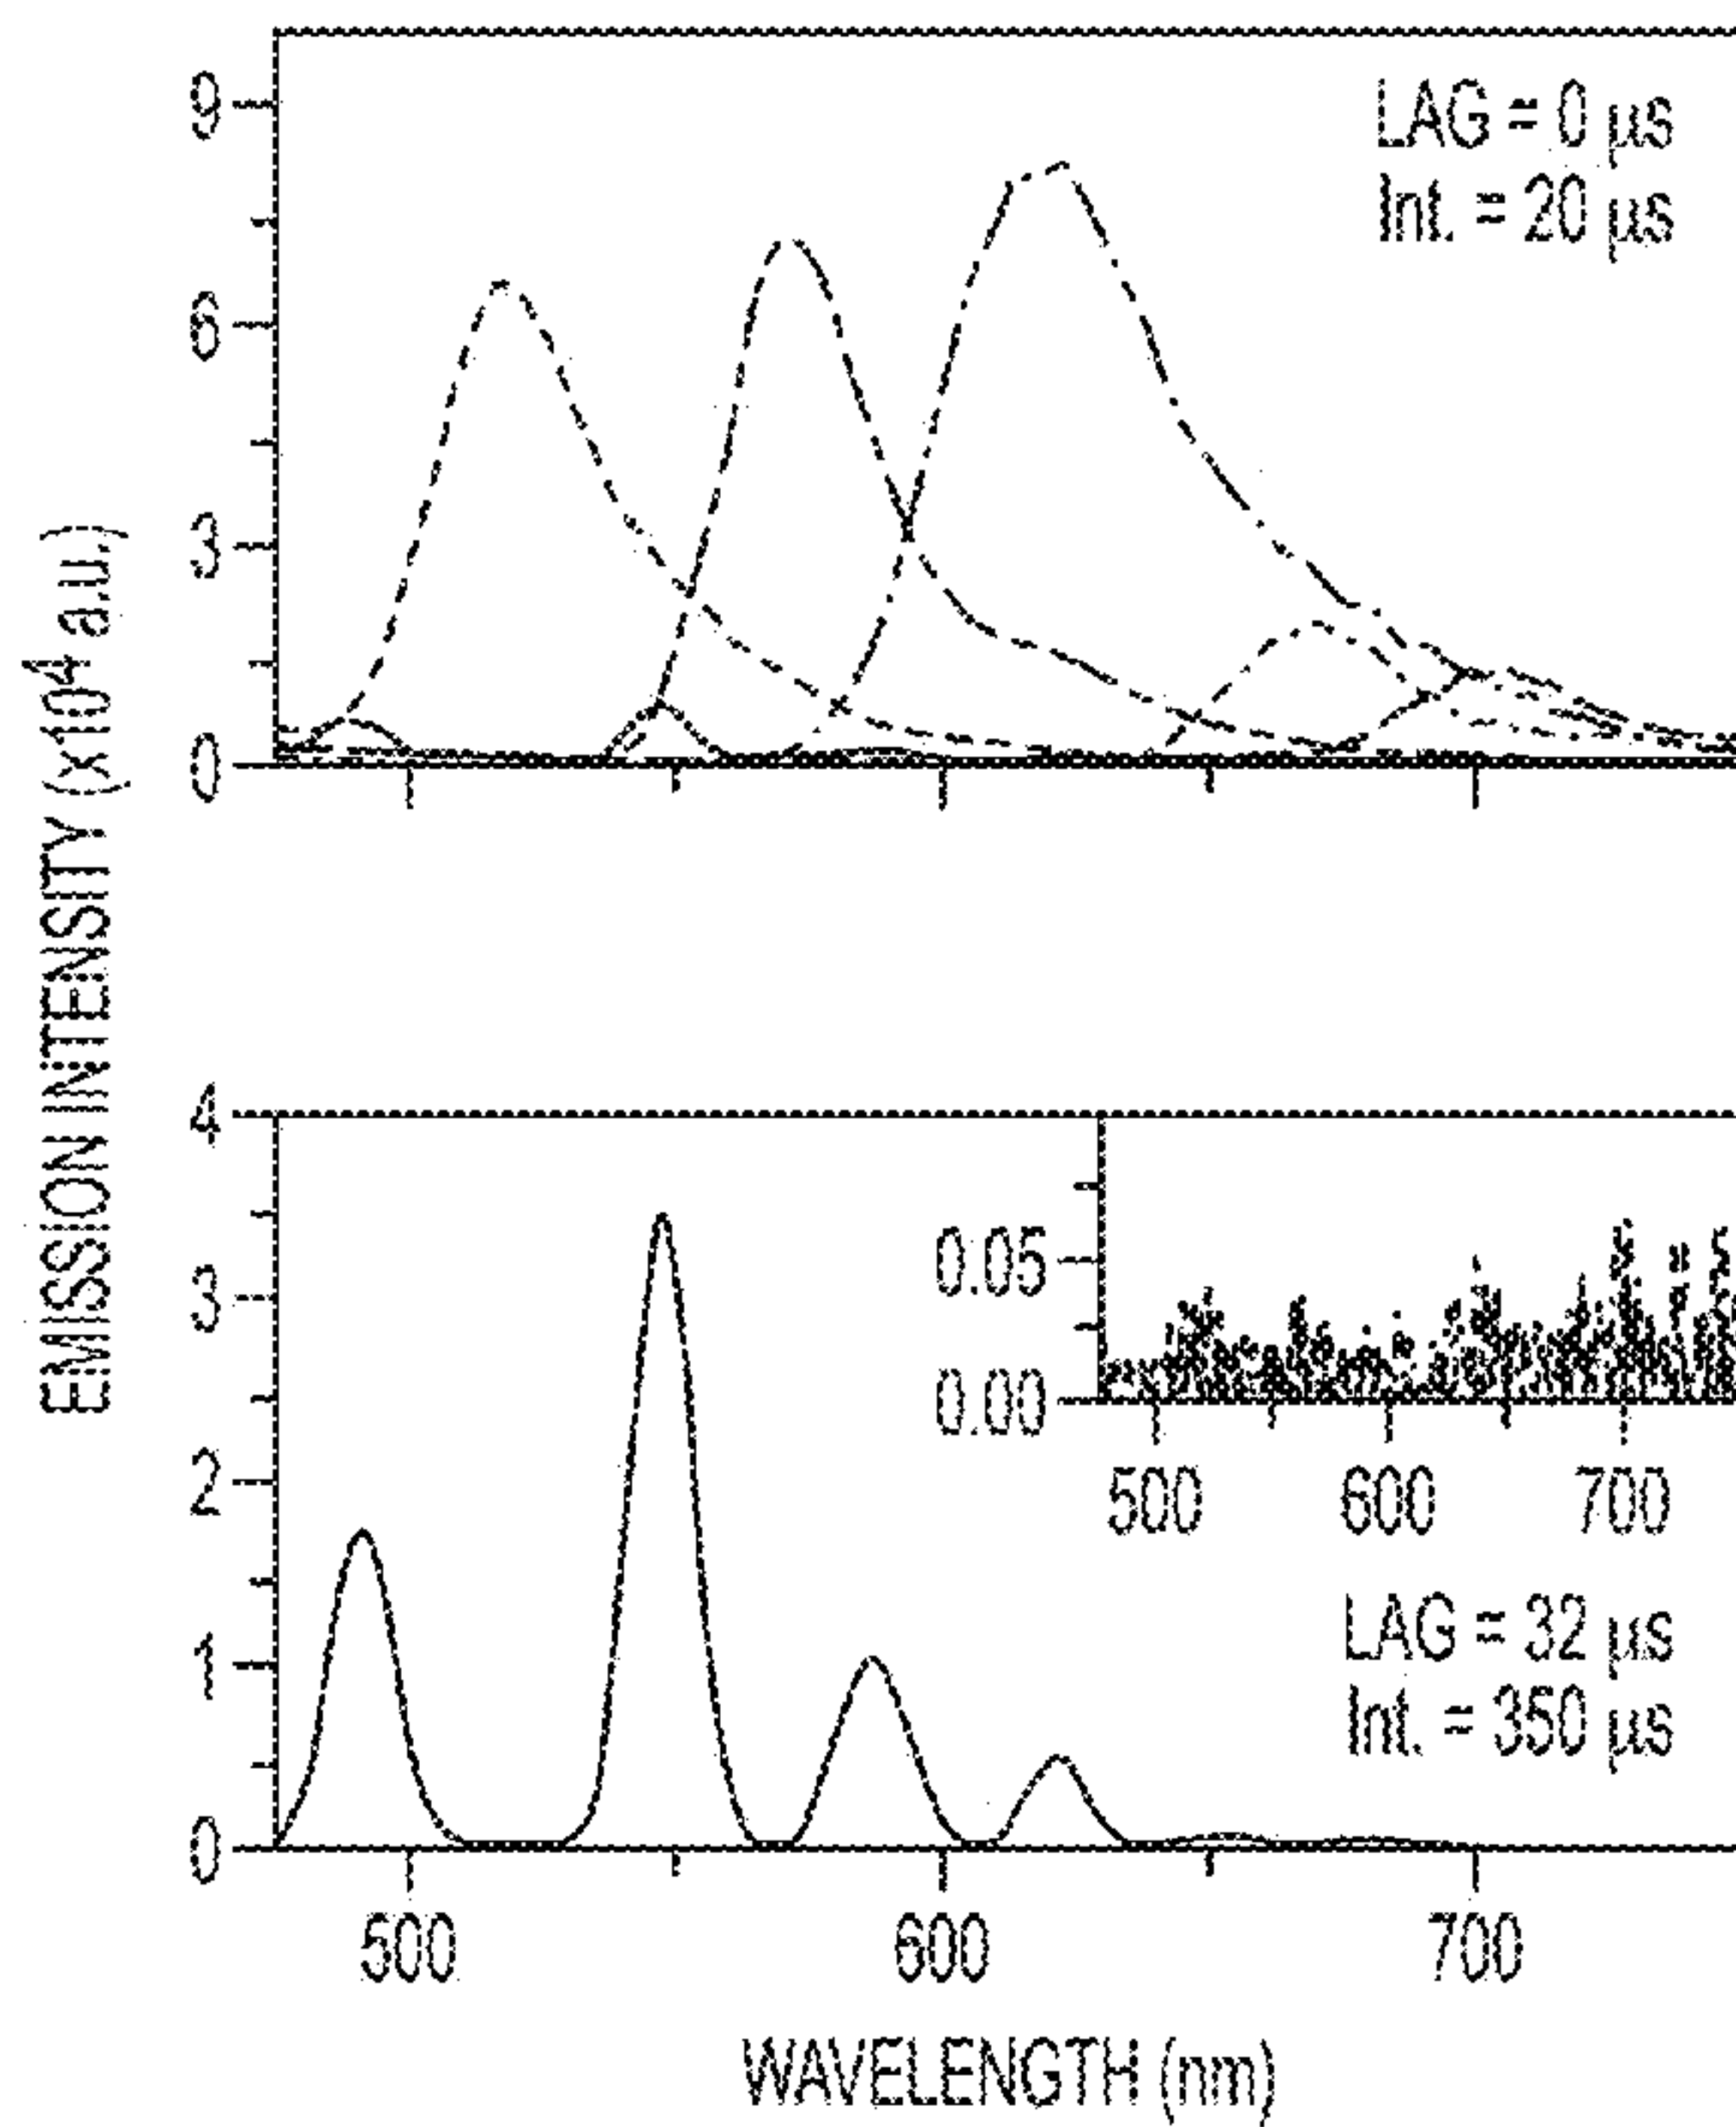 EMISSION INTENSITY (x10⁴ a.u.)
9
6
3
0
LAG = 0 µs
Int. = 20 µs
4
3
2
1
0
0.05
0.00
500 600 700
LAG = 32 µs
Int. = 350 µs
500 600 700
WAVELENGTH (nm)